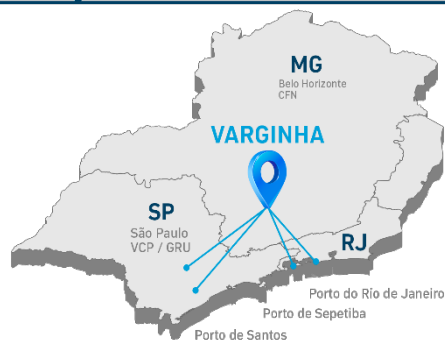 MG
Belo Horizonte
CFN
VARGINHA
SP
São Paulo
VCP / GRU
RJ
Porto do Rio de Janeiro
Porto de Sepetiba
Porto de Santos